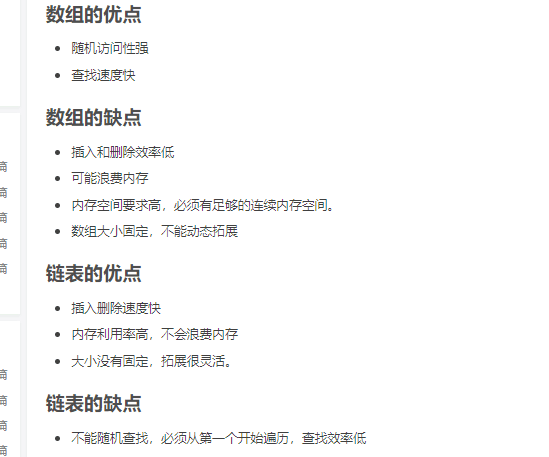 数组的优点
随机访问性强
查找速度快
数组的缺点
插入和删除效率低
可能浪费内存
内存空间要求高，必须有足够的连续内存空间。
数组大小固定，不能动态拓展
链表的优点
插入删除速度快
内存利用率高，不会浪费内存
大小没有固定，拓展很灵活。
链表的缺点
不能随机查找，必须从第一个开始遍历，查找效率低